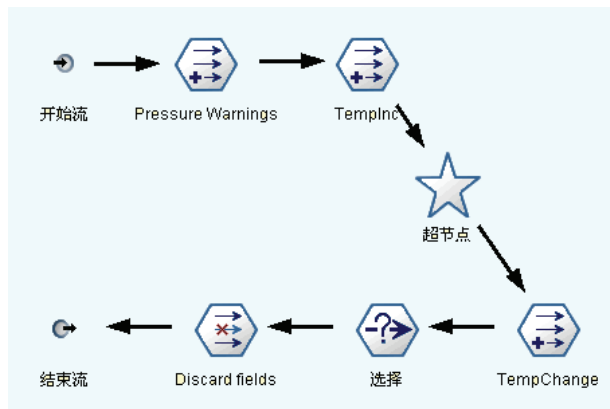 开始流
Pressure Warnings
TempInc
超节点
结束流
Discard fields
选择
TempChange